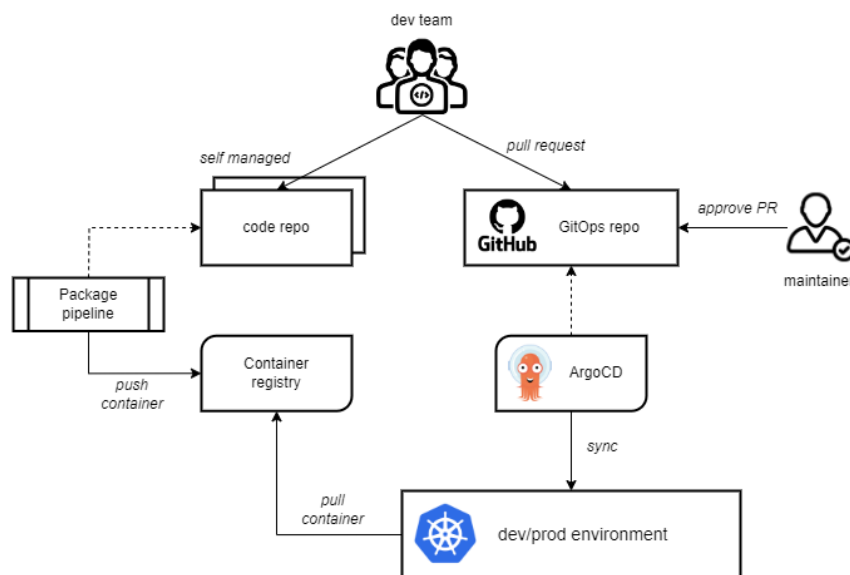 dev team
self managed
pull request
code repo
GitHub
GitOps repo
approve PR
maintainer
Package
pipeline
Container
registry
ArgoCD
push
container
sync
pull
container
dev/prod environment